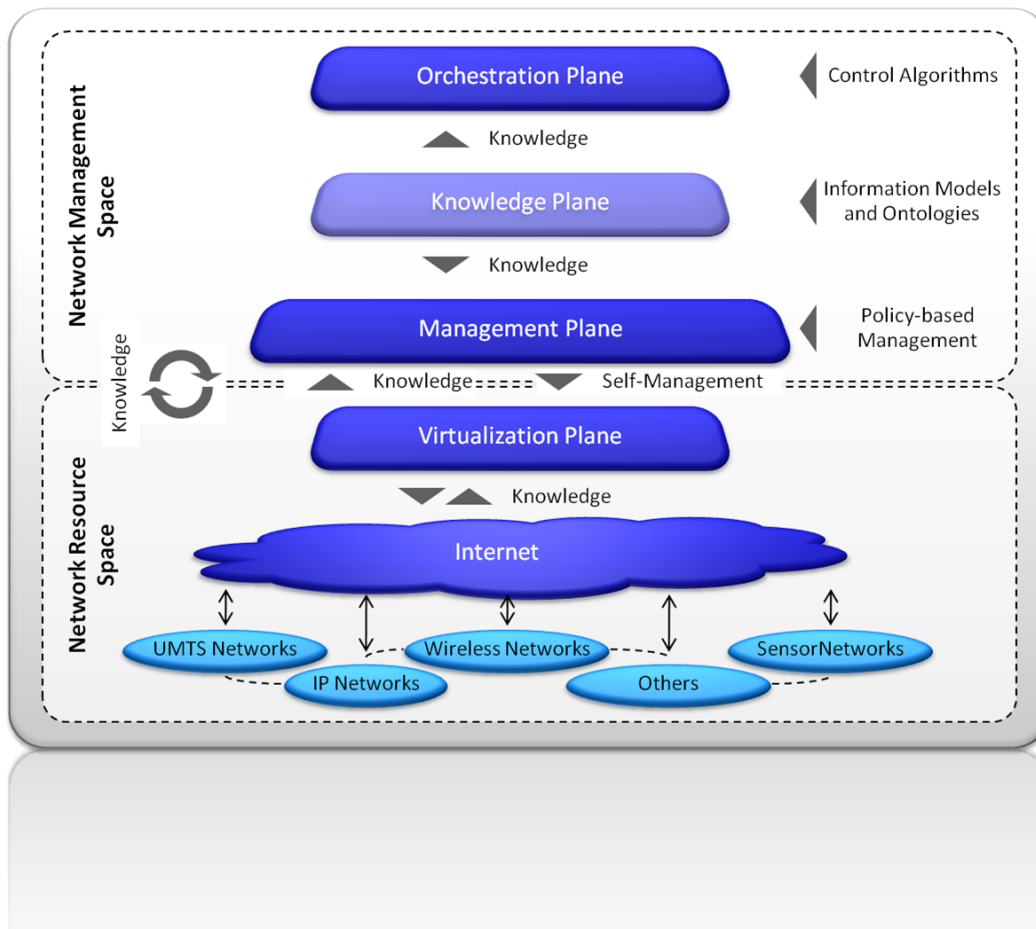 Network Management
Space
Orchestration Plane
Control Algorithms
Knowledge
Knowledge Plane
Information Models
and Ontologies
Knowledge
Management Plane
Policy-based
Management
Knowledge
Knowledge
Self-Management
Network Resource
Space
Virtualization Plane
Knowledge
Internet
UMTS Networks
Wireless Networks
SensorNetworks
IP Networks
Others